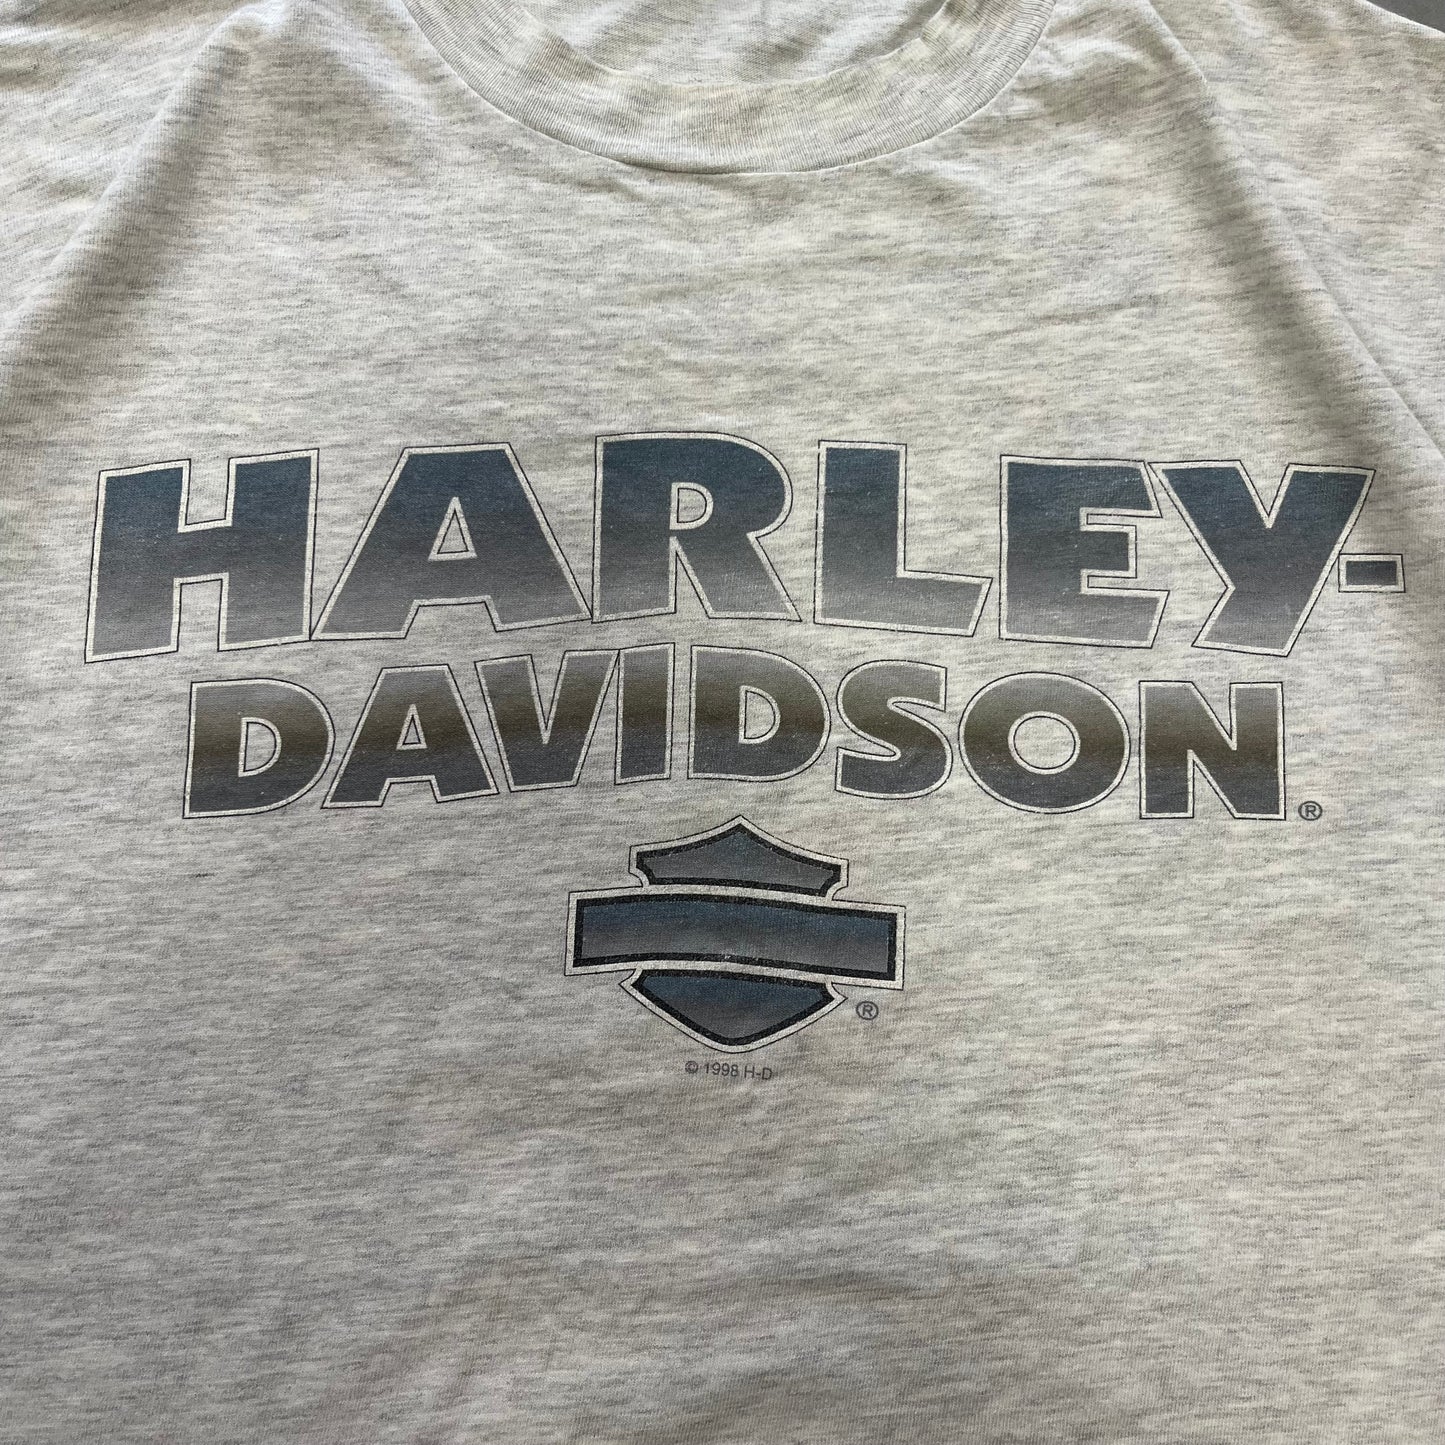 HARLEY-
DAVIDSON®
®
© 1998 H-D